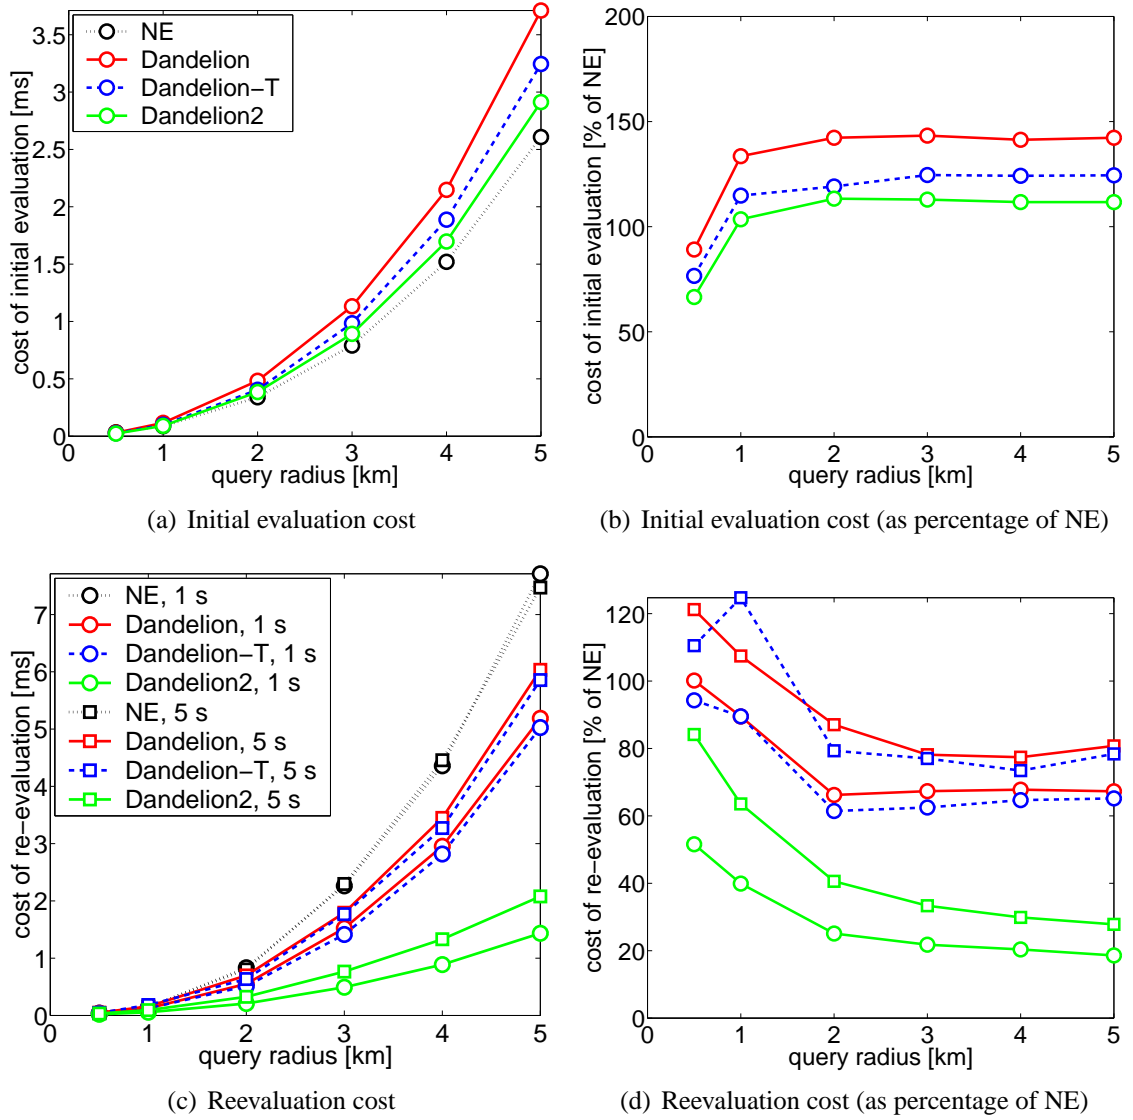 3.5
3
2.5
2
1.5
1
0.5
0
cost of initial evaluation [ms]
NE
Dandelion
Dandelion−T
Dandelion2
0 1 2 3 4 5
query radius [km]
(a) Initial evaluation cost
200
150
100
50
0
cost of initial evaluation [% of NE]
0 1 2 3 4 5
query radius [km]
(b) Initial evaluation cost (as percentage of NE)
7
6
5
4
3
2
1
0
cost of re−evaluation [ms]
NE, 1 s
Dandelion, 1 s
Dandelion−T, 1 s
Dandelion2, 1 s
NE, 5 s
Dandelion, 5 s
Dandelion−T, 5 s
Dandelion2, 5 s
0 1 2 3 4 5
query radius [km]
(c) Reevaluation cost
120
100
80
60
40
20
0
cost of re−evaluation [% of NE]
0 1 2 3 4 5
query radius [km]
(d) Reevaluation cost (as percentage of NE)